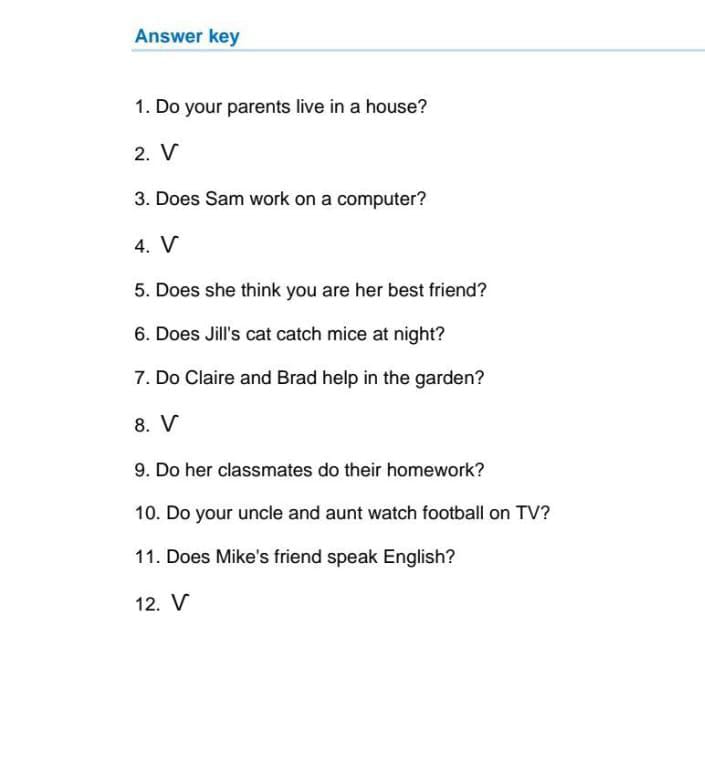 Answer key
1. Do your parents live in a house?
2. V
3. Does Sam work on a computer?
4. V
5. Does she think you are her best friend?
6. Does Jill's cat catch mice at night?
7. Do Claire and Brad help in the garden?
8. V
9. Do her classmates do their homework?
10. Do your uncle and aunt watch football on TV?
11. Does Mike's friend speak English?
12. V